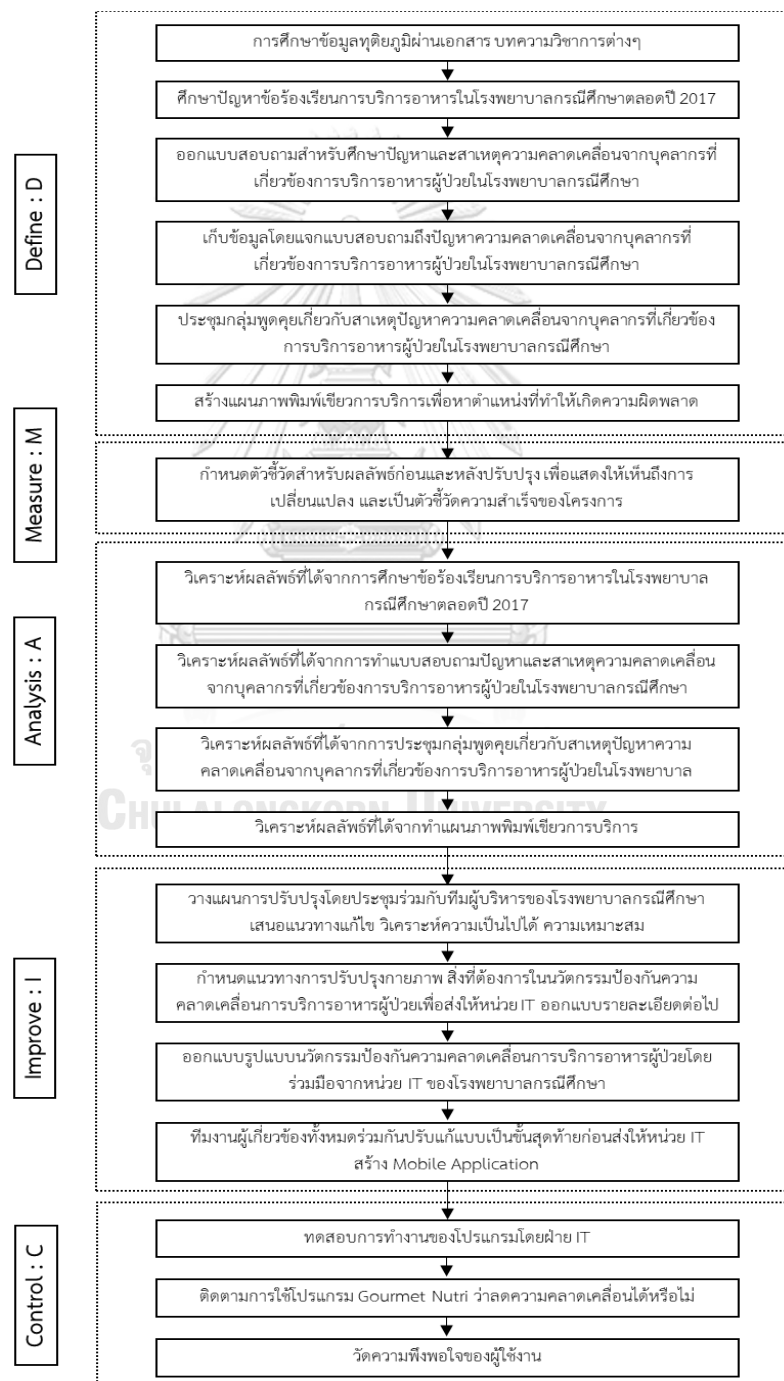 การศึกษาข้อมูลทุติยภูมิผ่านเอกสาร บทความวิชาการต่างๆ
ศึกษาปัญหาข้อร้องเรียนการบริการอาหารในโรงพยาบาลกรณีศึกษาตลอดปี 2017
Define : D
ออกแบบสอบถามสำหรับศึกษาปัญหาและสาเหตุความคลาดเคลื่อนจากบุคลากรที่
เกี่ยวข้องการบริการอาหารผู้ป่วยในโรงพยาบาลกรณีศึกษา
เก็บข้อมูลโดยแจกแบบสอบถามถึงปัญหาความคลาดเคลื่อนจากบุคลากรที่
เกี่ยวข้องการบริการอาหารผู้ป่วยในโรงพยาบาลกรณีศึกษา
ประชุมกลุ่มพูดคุยเกี่ยวกับสาเหตุปัญหาความคลาดเคลื่อนจากบุคลากรที่เกี่ยวข้อง
การบริการอาหารผู้ป่วยในโรงพยาบาลกรณีศึกษา
สร้างแผนภาพพิมพ์เขียวการบริการเพื่อหาตำแหน่งที่ทำให้เกิดความผิดพลาด
Measure : M
กำหนดตัวชี้วัดสำหรับผลลัพธ์ก่อนและหลังปรับปรุง เพื่อแสดงให้เห็นถึงการ
เปลี่ยนแปลง และเป็นตัวชี้วัดความสำเร็จของโครงการ
วิเคราะห์ผลลัพธ์ที่ได้จากการศึกษาข้อร้องเรียนการบริการอาหารในโรงพยาบาล
กรณีศึกษาตลอดปี 2017
Analysis : A
วิเคราะห์ผลลัพธ์ที่ได้จากการทำแบบสอบถามปัญหาและสาเหตุความคลาดเคลื่อน
จากบุคลากรที่เกี่ยวข้องการบริการอาหารผู้ป่วยในโรงพยาบาลกรณีศึกษา
วิเคราะห์ผลลัพธ์ที่ได้จากการประชุมกลุ่มพูดคุยเกี่ยวกับสาเหตุปัญหาความ
คลาดเคลื่อนจากบุคลากรที่เกี่ยวข้องการบริการอาหารผู้ป่วยในโรงพยาบาล
CHULALONGKORN UNIVERSITY
วิเคราะห์ผลลัพธ์ที่ได้จากทำแผนภาพพิมพ์เขียวการบริการ
วางแผนการปรับปรุงโดยประชุมร่วมกับทีมผู้บริหารของโรงพยาบาลกรณีศึกษา
เสนอแนวทางแก้ไข วิเคราะห์ความเป็นไปได้ ความเหมาะสม
Improve : I
กำหนดแนวทางการปรับปรุงกายภาพ สิ่งที่ต้องการในนวัตกรรมป้องกันความ
คลาดเคลื่อนการบริการอาหารผู้ป่วยเพื่อส่งให้หน่วย IT ออกแบบรายละเอียดต่อไป
ออกแบบรูปแบบนวัตกรรมป้องกันความคลาดเคลื่อนการบริการอาหารผู้ป่วยโดย
ร่วมมือจากหน่วย IT ของโรงพยาบาลกรณีศึกษา
ทีมงานผู้เกี่ยวข้องทั้งหมดร่วมกันปรับแก้แบบเป็นขั้นสุดท้ายก่อนส่งให้หน่วย IT
สร้าง Mobile Application
Control : C
ทดสอบการทำงานของโปรแกรมโดยฝ่าย IT
ติดตามการใช้โปรแกรม Gourmet Nutri ว่าลดความคลาดเคลื่อนได้หรือไม่
วัดความพึงพอใจของผู้ใช้งาน